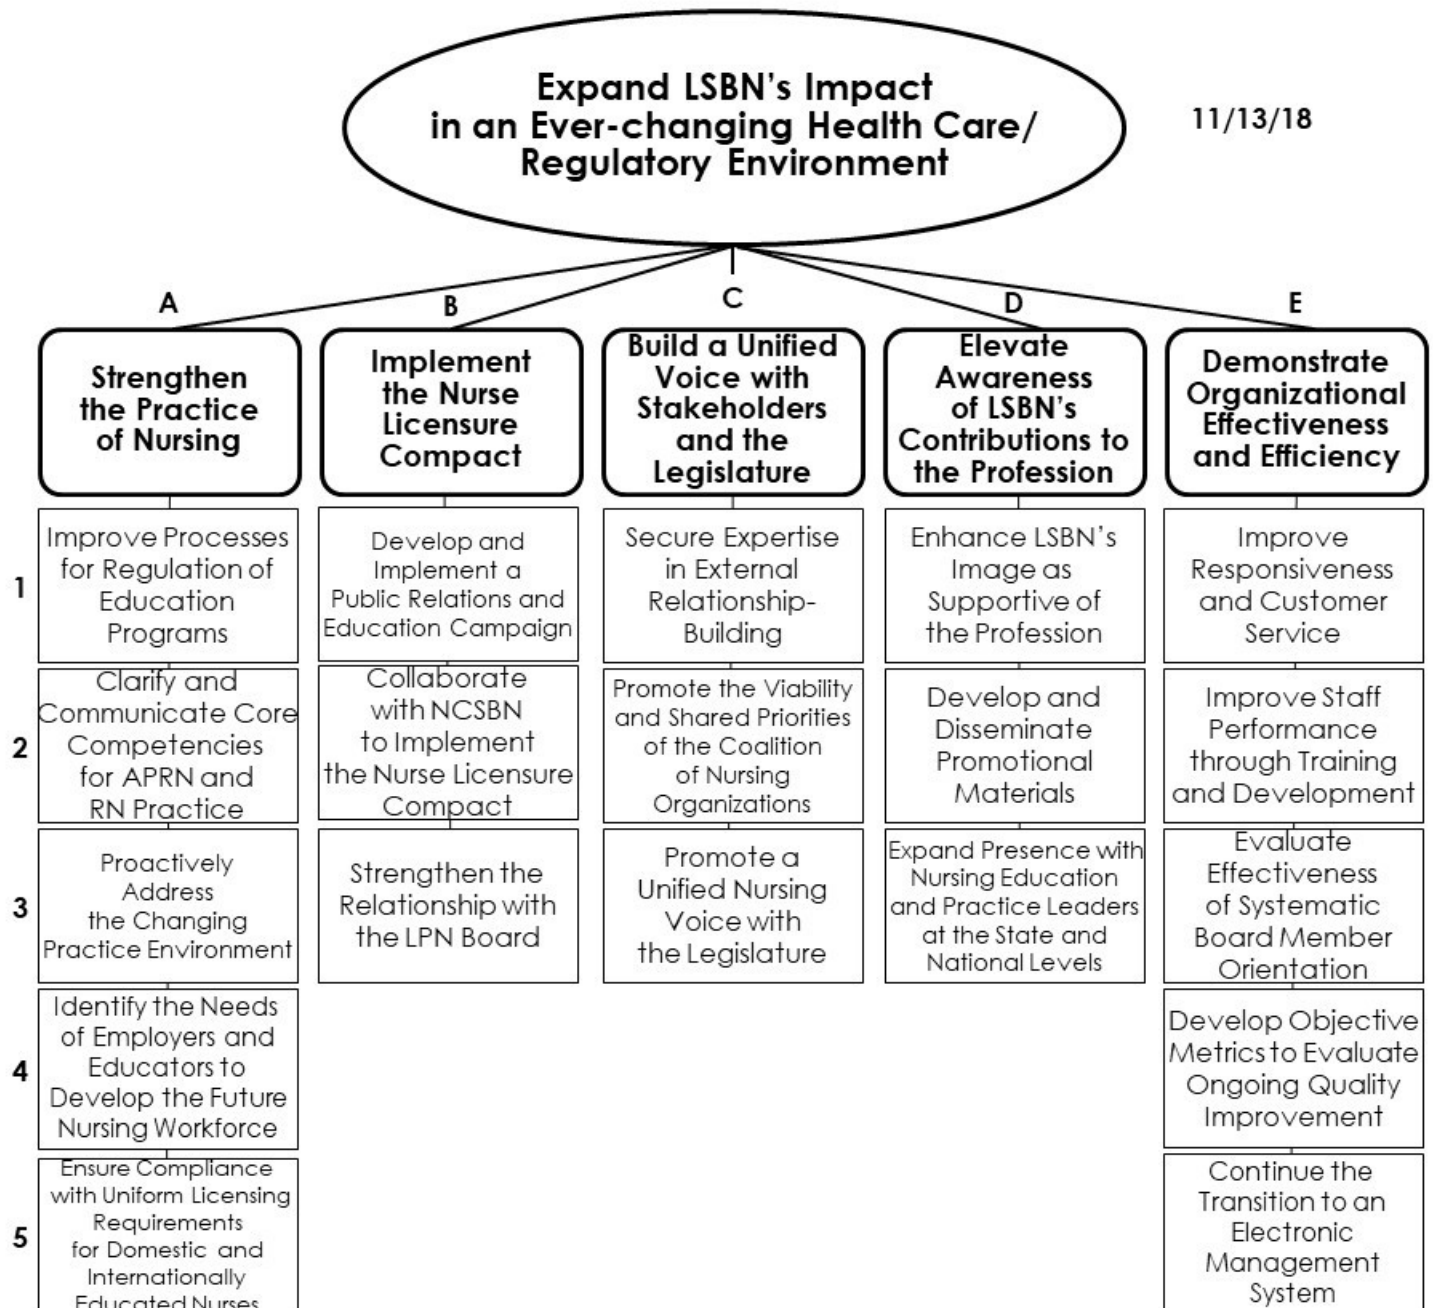 Expand LSBN's Impact
in an Ever-changing Health Care/
Regulatory Environment
11/13/18
A
B
C
D
E
Strengthen
the Practice
of Nursing
Implement
the Nurse
Licensure
Compact
Build a Unified
Voice with
Stakeholders
and the
Legislature
Elevate
Awareness
of LSBN's
Contributions to
the Profession
Demonstrate
Organizational
Effectiveness
and Efficiency
1
Improve Processes
for Regulation of
Education
Programs
Develop and
Implement a
Public Relations and
Education Campaign
Secure Expertise
in External
Relationship-
Building
Enhance LSBN's
Image as
Supportive of
the Profession
Improve
Responsiveness
and Customer
Service
2
Clarify and
Communicate Core
Competencies
for APRN and
RN Practice
Collaborate
with NCSBN
to Implement
the Nurse Licensure
Compact
Promote the Viability
and Shared Priorities
of the Coalition
of Nursing
Organizations
Develop and
Disseminate
Promotional
Materials
Improve Staff
Performance
through Training
and Development
3
Proactively
Address
the Changing
Practice Environment
Strengthen the
Relationship with
the LPN Board
Promote a
Unified Nursing
Voice with
the Legislature
Expand Presence with
Nursing Education
and Practice Leaders
at the State and
National Levels
Evaluate
Effectiveness
of Systematic
Board Member
Orientation
4
Identify the Needs
of Employers and
Educators to
Develop the Future
Nursing Workforce
Develop Objective
Metrics to Evaluate
Ongoing Quality
Improvement
5
Ensure Compliance
with Uniform Licensing
Requirements
for Domestic and
Internationally
Educated Nurses
Continue the
Transition to an
Electronic
Management
System